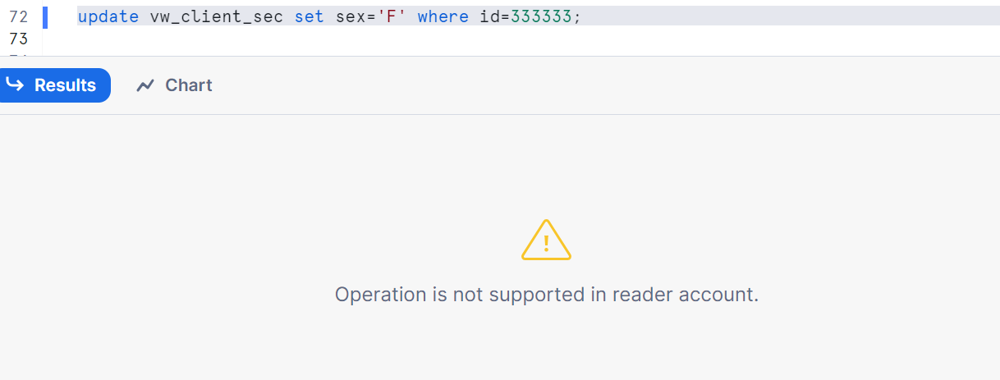 72 update vw_client_sec set sex='F' where id=333333;
73
Results Chart
Operation is not supported in reader account.